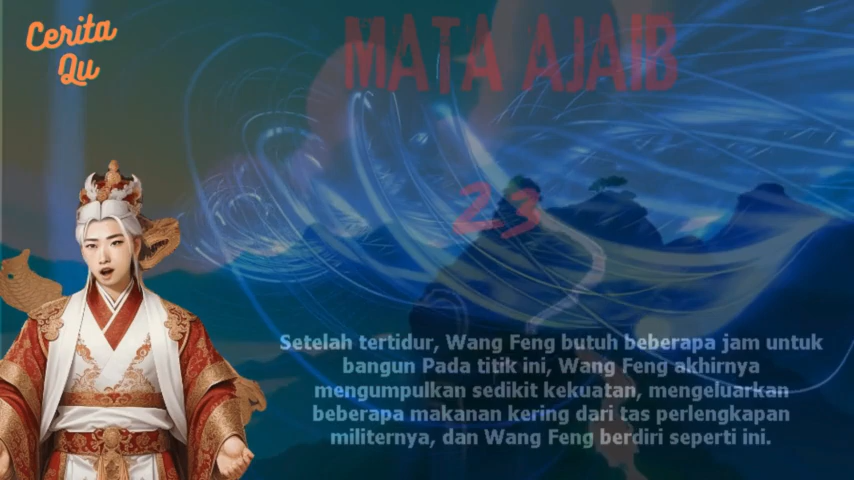 Cerita
Qu
MATA AJAIB
23
Setelah tertidur, Wang Feng butuh beberapa jam untuk
bangun Pada titik ini, Wang Feng akhirnya
mengumpulkan sedikit kekuatan, mengeluarkan
beberapa makanan kering dari tas perlengkapan
militernya, dan Wang Feng berdiri seperti ini.